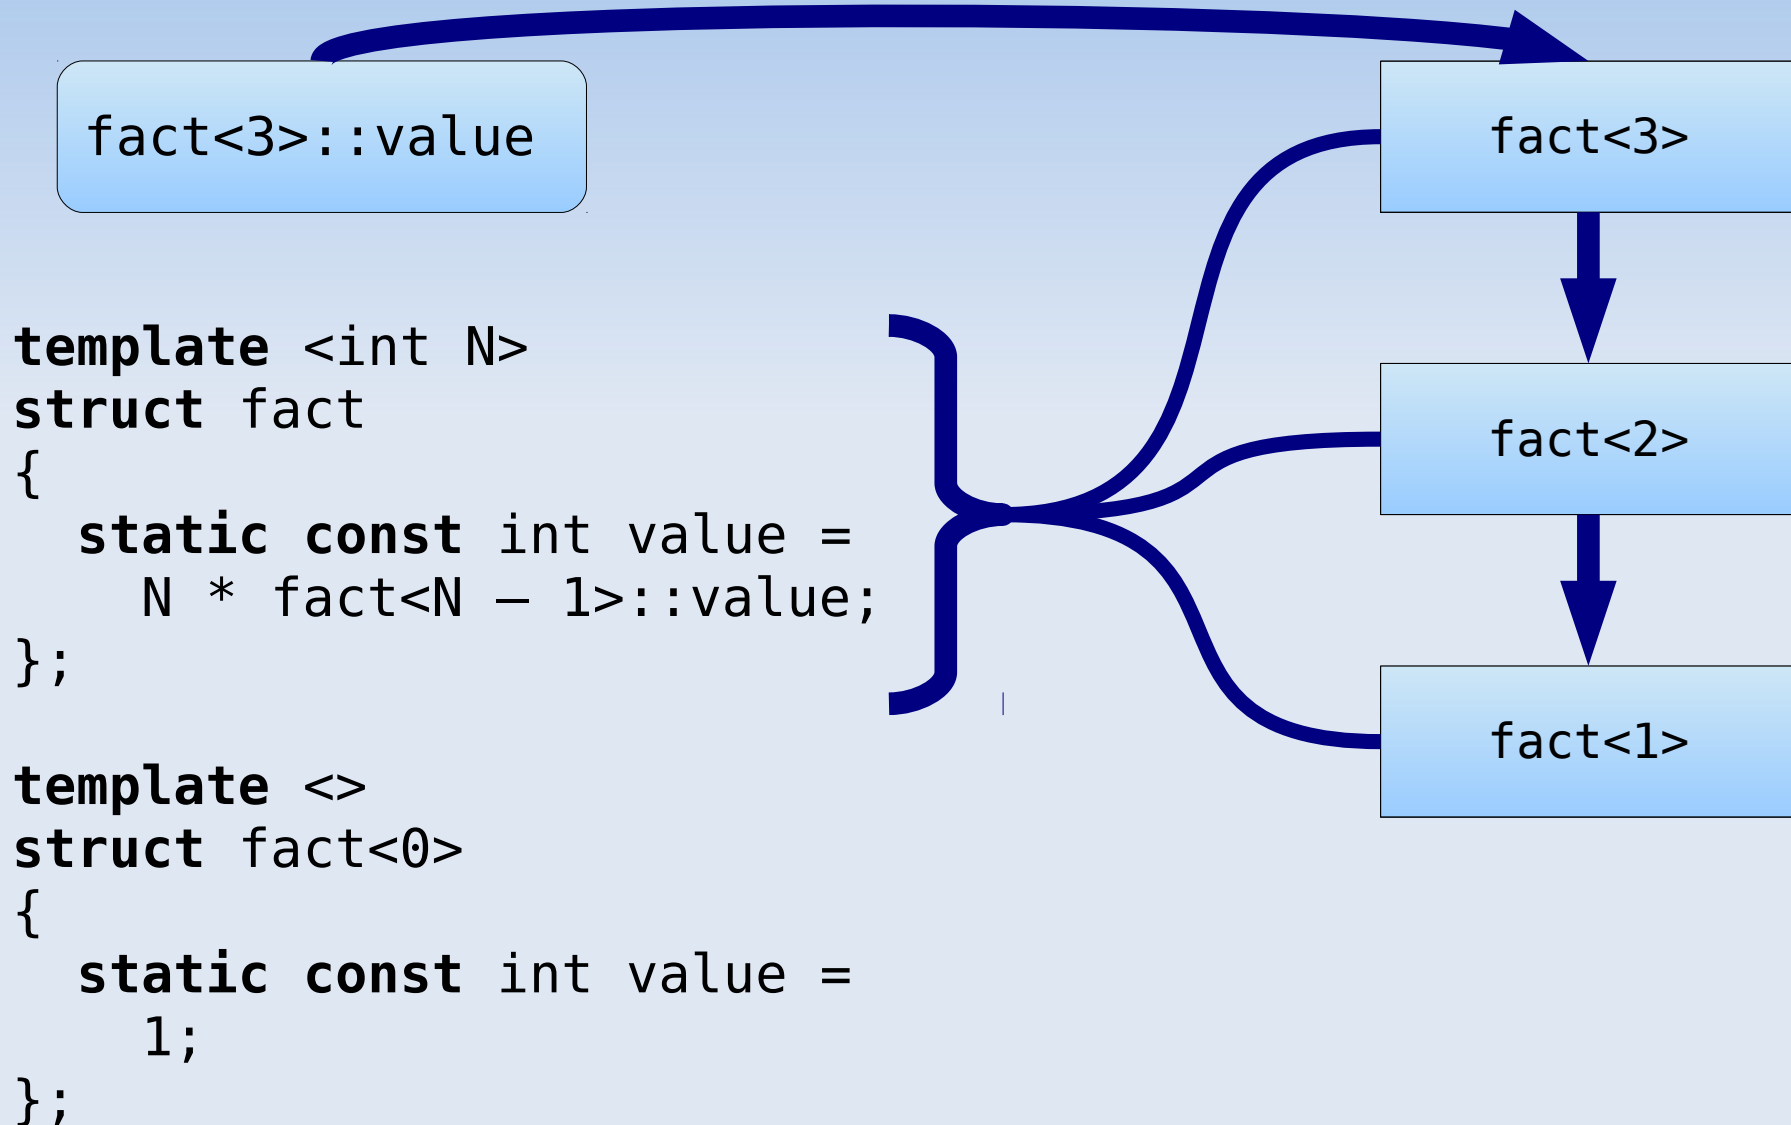 fact<3>::value
fact<3>
template <int N>
struct fact
{
  static const int value =
    N * fact<N – 1>::value;
};
fact<2>
fact<1>
template <>
struct fact<0>
{
  static const int value =
    1;
};